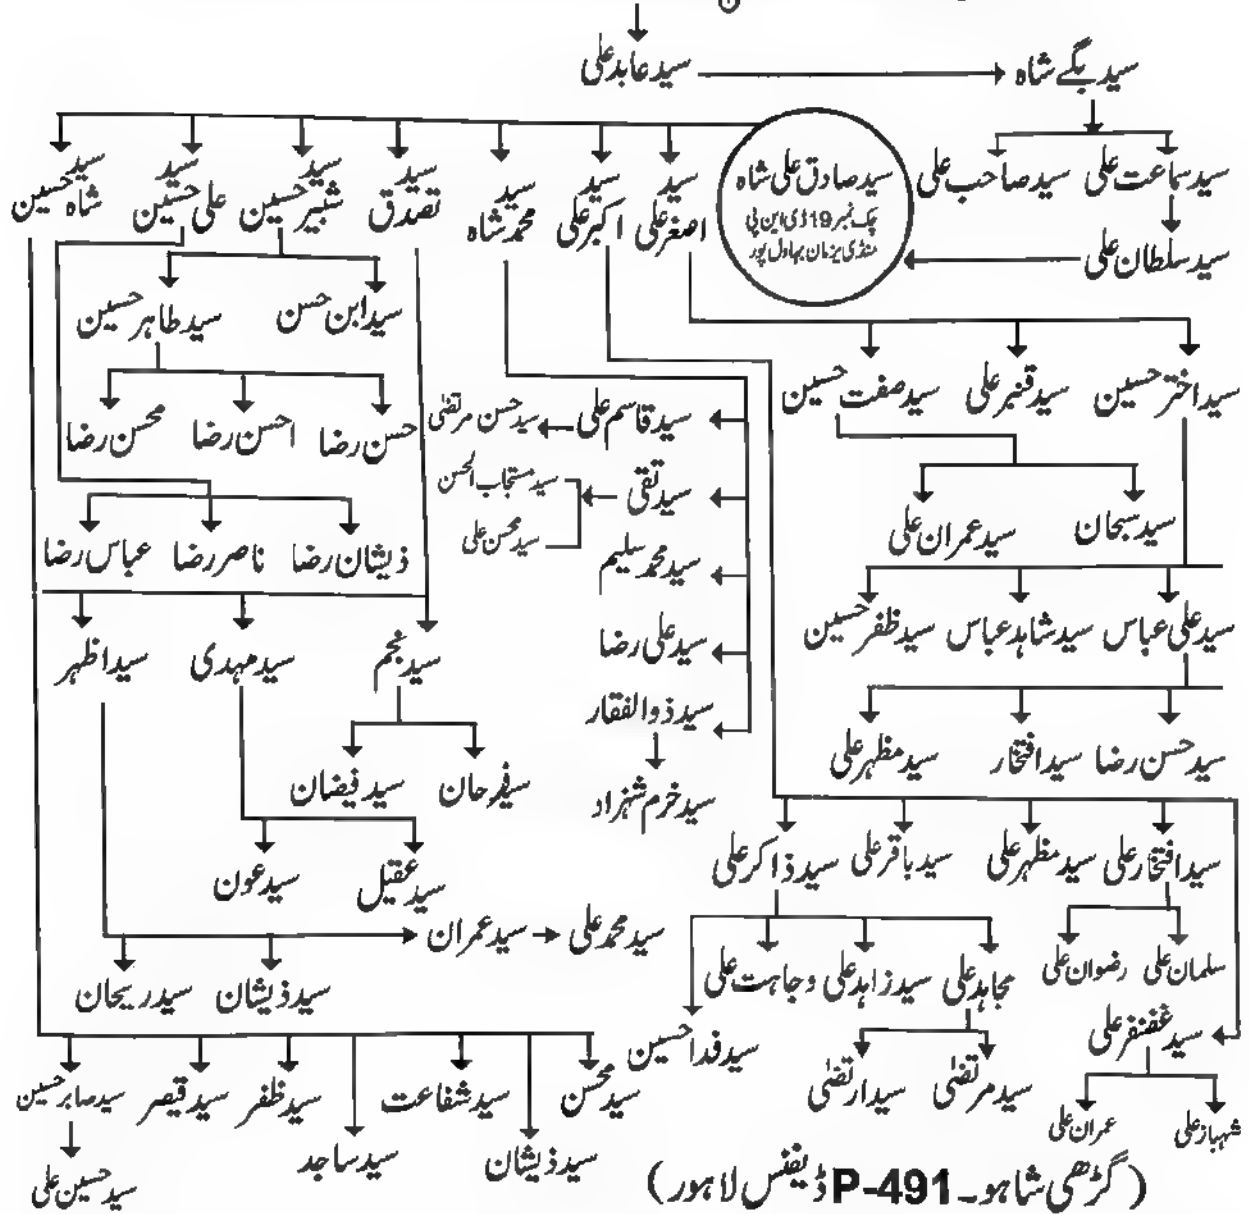 سید عابد علی
سید بگے شاہ
سید سماعت علی
سید صاحب علی
سید سلطان علی
سید صادق علی شاہ
چک نمبر 19 ڈی این پی
منڈی یزمان بہاول پور
سید اصغر علی
سید اکبر علی
سید محمد شاہ
سید تصدق
سید شبیر حسین
سید علی حسین
سید شاہ حسین
سید ابن حسن
سید طاہر حسین
سید اختر حسین
سید قنبر علی
سید صفت حسین
حسن رضا
احسن رضا
محسن رضا
سید قاسم علی
سید حسن مرتضٰی
سید تقی
سید مستجاب الحسن
سید محسن علی
سید سبحان
سید عمران علی
ذیشان رضا
ناصر رضا
عباس رضا
سید محمد سلیم
سید علی رضا
سید ذوالفقار
سید خرم شہزاد
سید علی عباس
سید شاہد عباس
سید ظفر حسین
سید نجم
سید مہدی
سید اظہر
سید حسن رضا
سید افتخار
سید مظہر علی
سید فرحان
سید فیضان
سید افتخار علی
سید مظہر علی
سید باقر علی
سید ذاکر علی
سید عقیل
سید عون
سید عمران
سید محمد علی
سید ذیشان
سید ریحان
سلمان علی
رضوان علی
مجاہد علی
سید زاہد علی
وجاہت علی
سید فدا حسین
سید غضنفر علی
سید مرتضٰی
سید ارتضٰی
شہباز علی
عمران علی
سید محسن
سید ذیشان
سید شفاعت
سید ساجد
سید ظفر
سید قیصر
سید صابر حسین
سید حسین علی
(گڑھی شاہو۔ P-491 ڈیفنس لاہور)